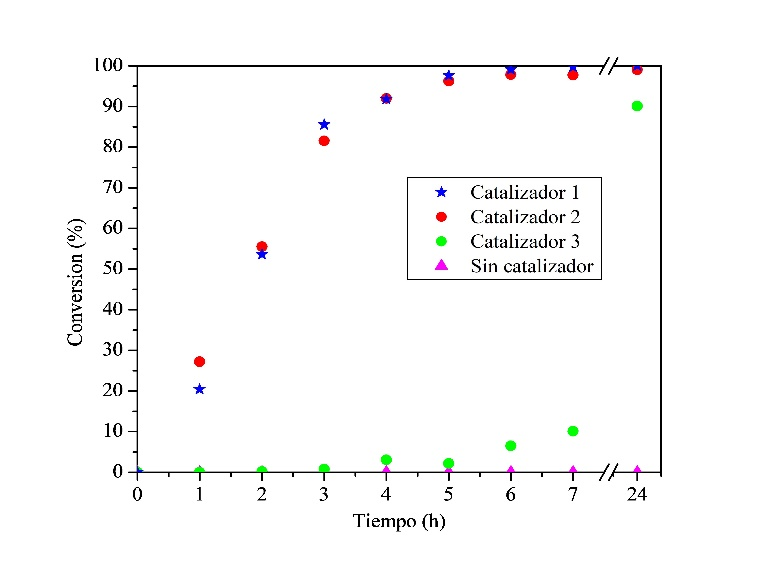 100
90
80
70
60
50
40
30
20
10
0
Conversion (%)
Catalizador 1
Catalizador 2
Catalizador 3
Sin catalizador
0 1 2 3 4 5 6 7 24
Tiempo (h)